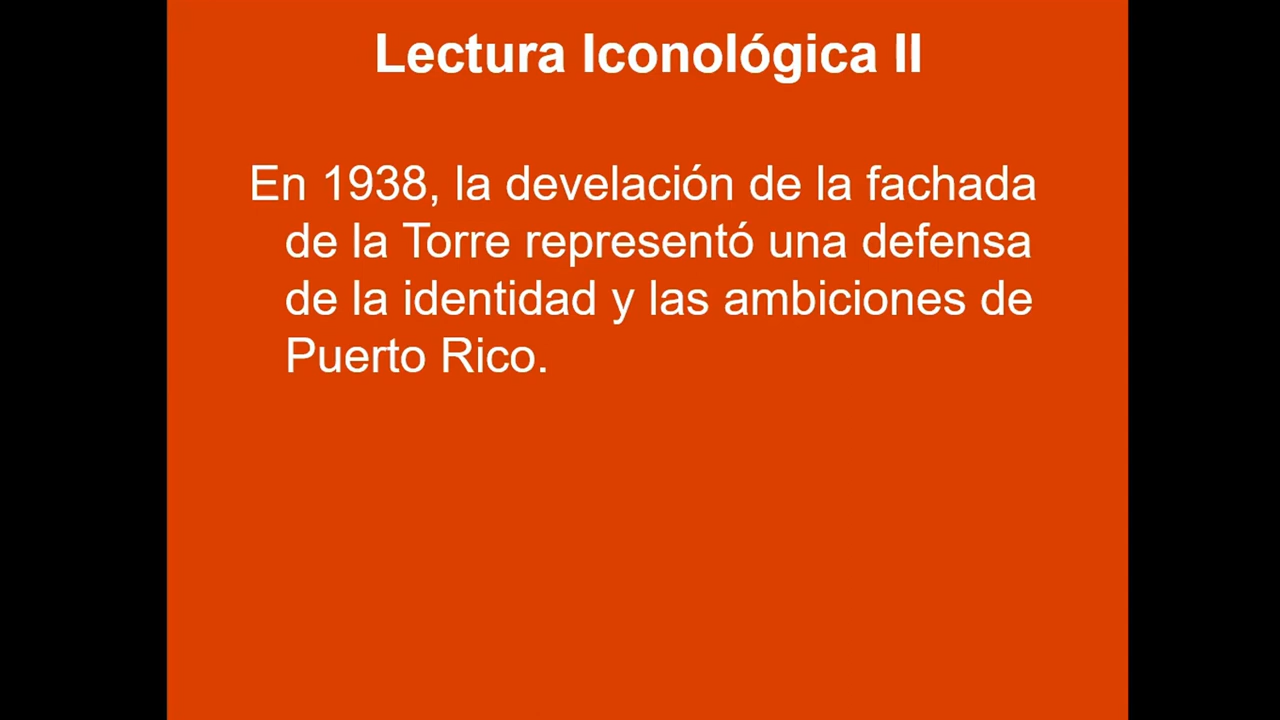 Lectura Iconológica II
En 1938, la develación de la fachada
de la Torre representó una defensa
de la identidad y las ambiciones de
Puerto Rico.